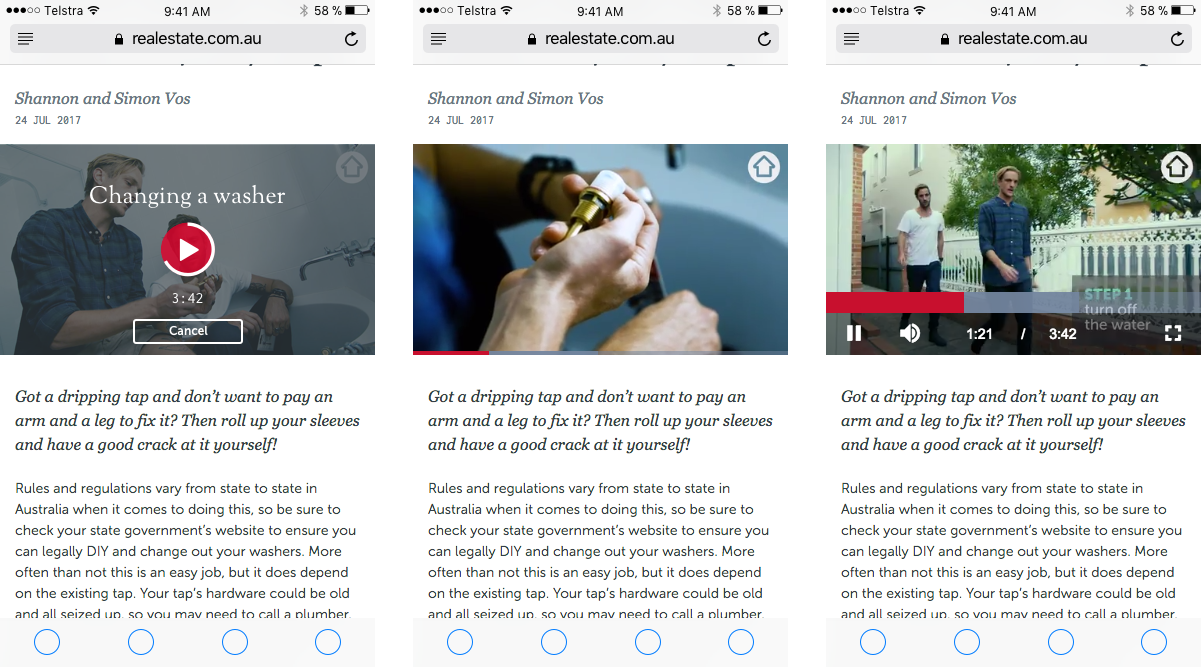 Telstra 9:41 AM 58 %
realestate.com.au
Shannon and Simon Vos
24 JUL 2017
Changing a washer
3:42
Cancel
Got a dripping tap and don’t want to pay an
arm and a leg to fix it? Then roll up your sleeves
and have a good crack at it yourself!
Rules and regulations vary from state to state in
Australia when it comes to doing this, so be sure to
check your state government’s website to ensure you
can legally DIY and change out your washers. More
often than not this is an easy job, but it does depend
on the existing tap. Your tap’s hardware could be old
and all seized up, so you may need to call a plumber.
Telstra 9:41 AM 58 %
realestate.com.au
Shannon and Simon Vos
24 JUL 2017
Got a dripping tap and don’t want to pay an
arm and a leg to fix it? Then roll up your sleeves
and have a good crack at it yourself!
Rules and regulations vary from state to state in
Australia when it comes to doing this, so be sure to
check your state government’s website to ensure you
can legally DIY and change out your washers. More
often than not this is an easy job, but it does depend
on the existing tap. Your tap’s hardware could be old
and all seized up, so you may need to call a plumber.
Telstra 9:41 AM 58 %
realestate.com.au
Shannon and Simon Vos
24 JUL 2017
STEP 1
turn off
the water
1:21 / 3:42
Got a dripping tap and don’t want to pay an
arm and a leg to fix it? Then roll up your sleeves
and have a good crack at it yourself!
Rules and regulations vary from state to state in
Australia when it comes to doing this, so be sure to
check your state government’s website to ensure you
can legally DIY and change out your washers. More
often than not this is an easy job, but it does depend
on the existing tap. Your tap’s hardware could be old
and all seized up, so you may need to call a plumber.